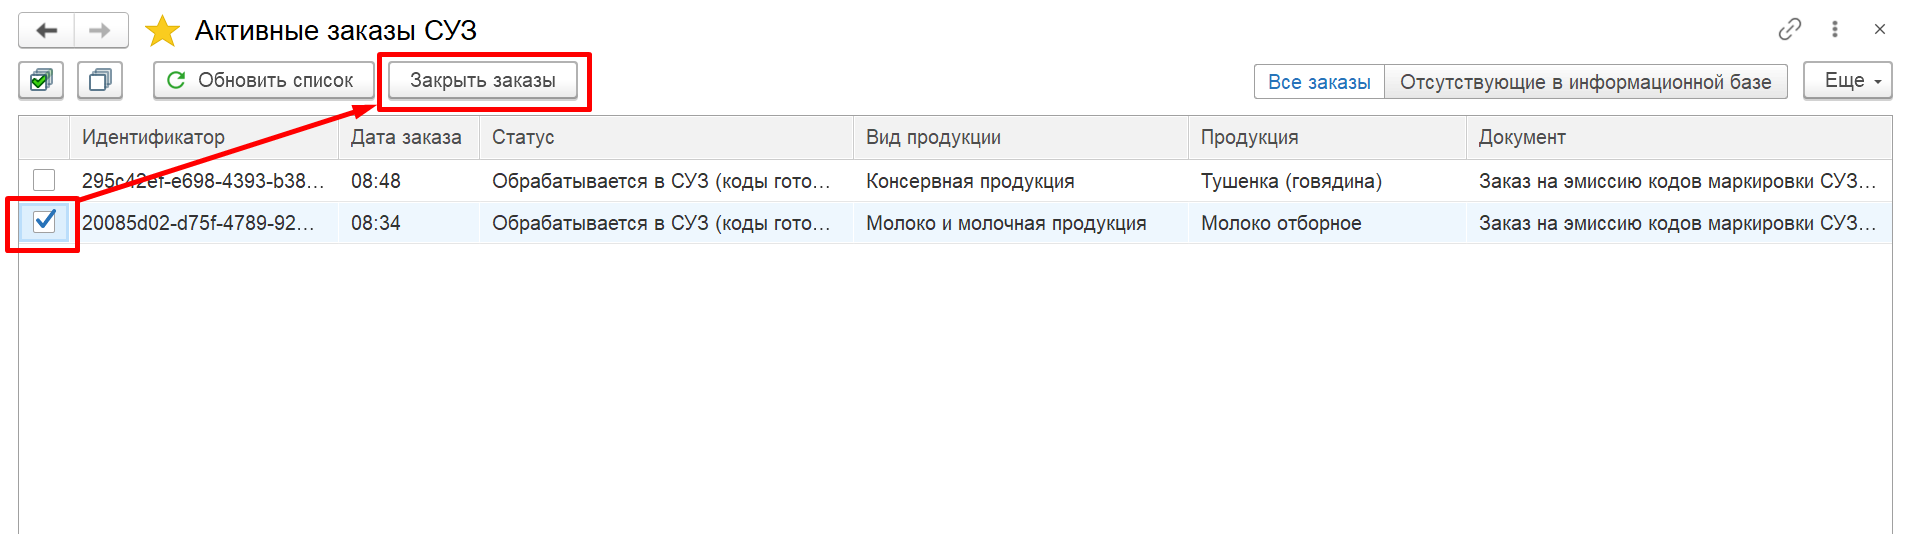 Активные заказы СУЗ
Обновить список Закрыть заказы Все заказы Отсутствующие в информационной базе Еще
Идентификатор Дата заказа Статус Вид продукции Продукция Документ
295c42ef-e698-4393-b38... 08:48 Обрабатывается в СУЗ (коды гото... Консервная продукция Тушенка (говядина) Заказ на эмиссию кодов маркировки СУЗ...
20085d02-d75f-4789-92... 08:34 Обрабатывается в СУЗ (коды гото... Молоко и молочная продукция Молоко отборное Заказ на эмиссию кодов маркировки СУЗ...